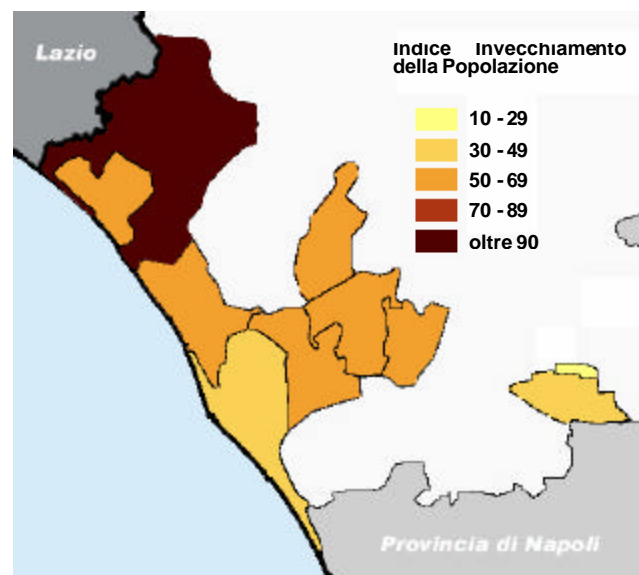 Lazio
Indice Invecchiamento
della Popolazione
10 - 29
30 - 49
50 - 69
70 - 89
oltre 90
Provincia di Napoli